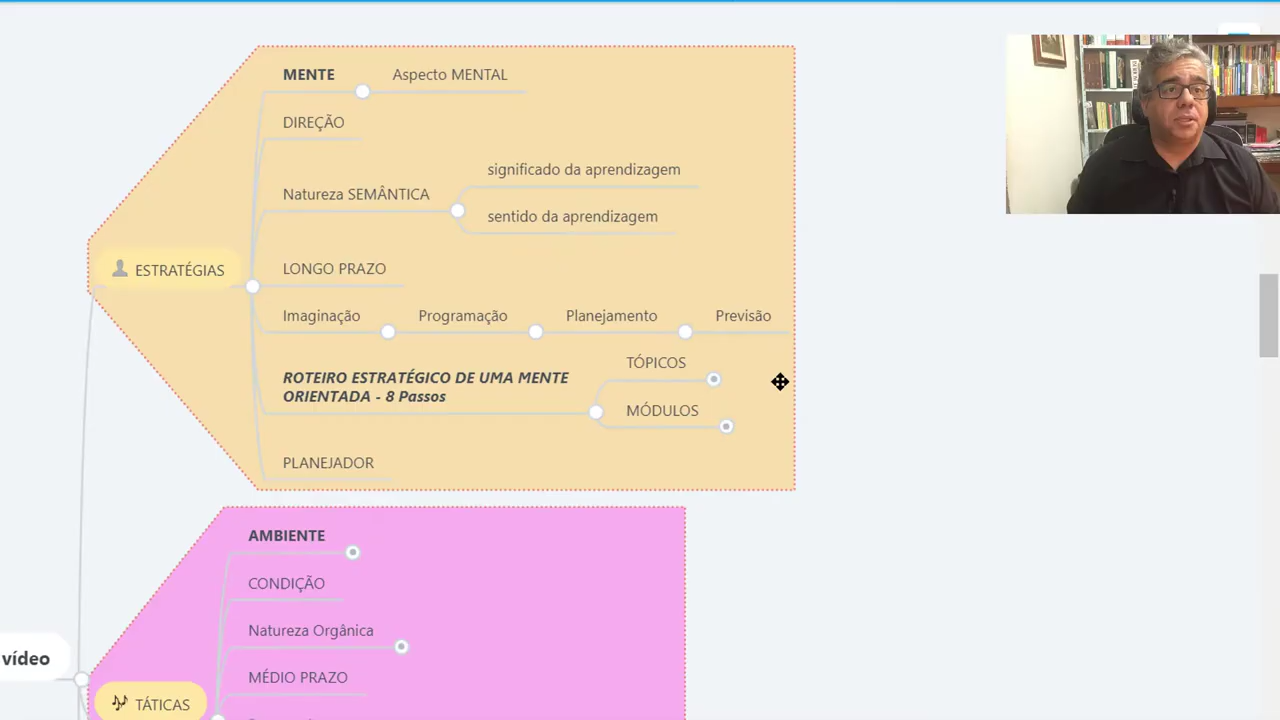 MENTE
Aspecto MENTAL
DIREÇÃO
Natureza SEMÂNTICA
significado da aprendizagem
sentido da aprendizagem
ESTRATÉGIAS
LONGO PRAZO
Imaginação
Programação
Planejamento
Previsão
ROTEIRO ESTRATÉGICO DE UMA MENTE
ORIENTADA - 8 Passos
TÓPICOS
MÓDULOS
PLANEJADOR
AMBIENTE
CONDIÇÃO
Natureza Orgânica
MÉDIO PRAZO
vídeo
TÁTICAS